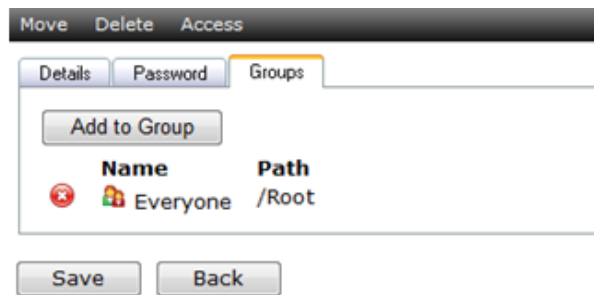 Move Delete Access
Details Password Groups
Add to Group
Name Path
Everyone /Root
Save Back